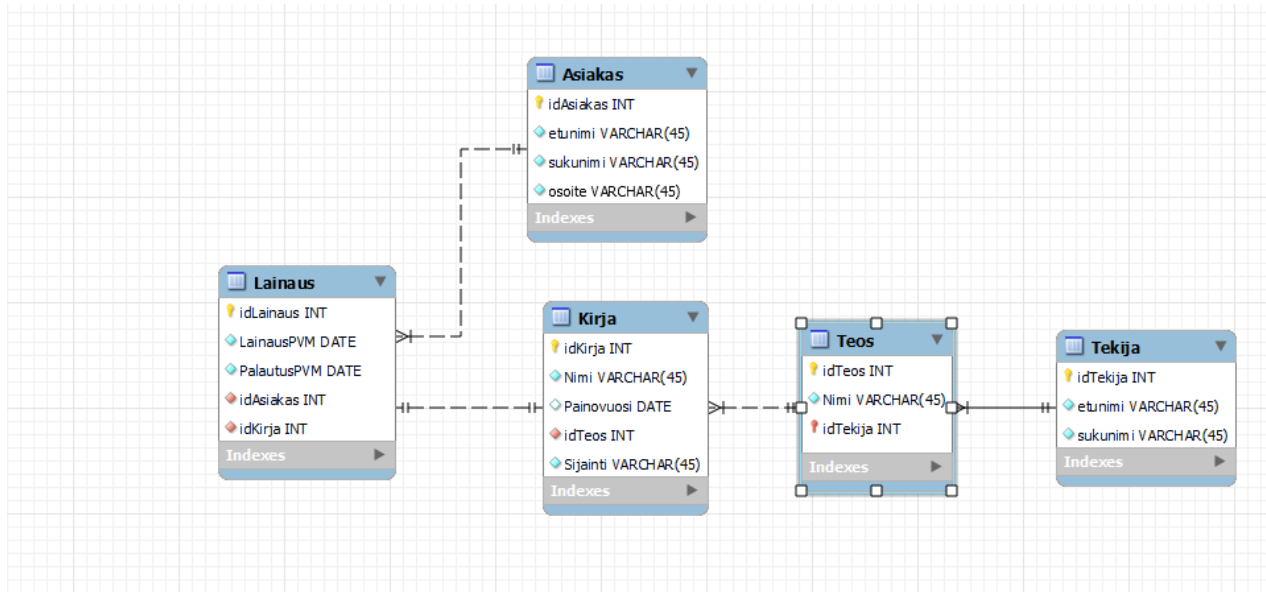 Asiakas
idAsiakas INT
etunimi VARCHAR(45)
sukunimi VARCHAR(45)
osoite VARCHAR(45)
Indexes
Lainaus
idLainaus INT
LainausPVM DATE
PalautusPVM DATE
idAsiakas INT
idKirja INT
Indexes
Kirja
idKirja INT
Nimi VARCHAR(45)
Painovuosi DATE
idTeos INT
Sijainti VARCHAR(45)
Indexes
Teos
idTeos INT
Nimi VARCHAR(45)
idTekija INT
Indexes
Tekija
idTekija INT
etunimi VARCHAR(45)
sukunimi VARCHAR(45)
Indexes